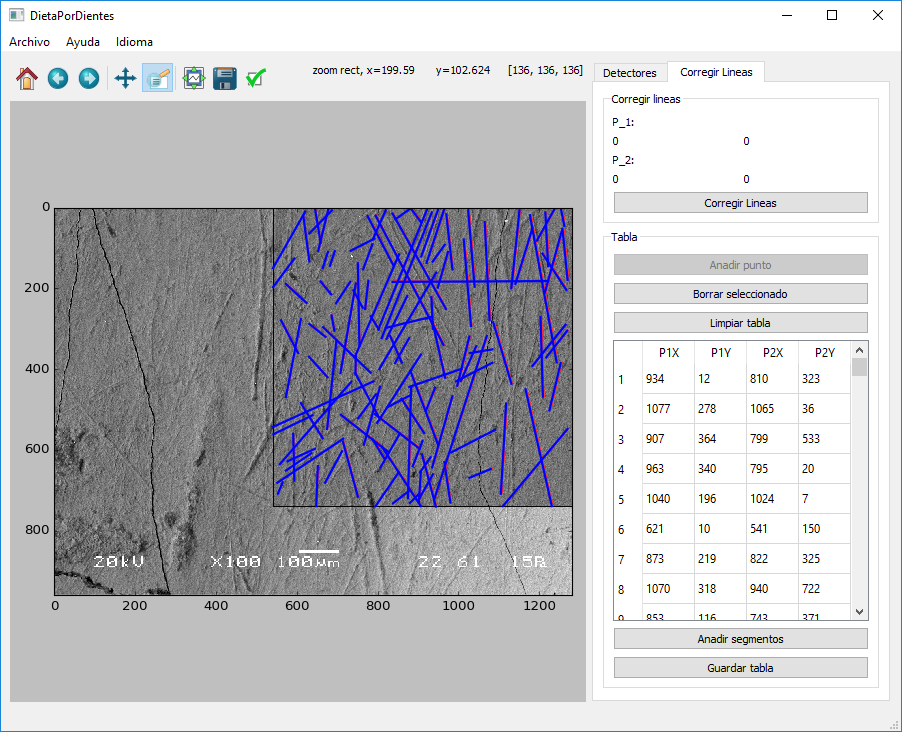 DietaPorDientes
Archivo Ayuda Idioma
zoom rect, x=199.59 y=102.624 [136, 136, 136]
Detectores Corregir Lineas
Corregir lineas
P_1:
0 0
P_2:
0 0
Corregir Lineas
Tabla
Anadir punto
Borrar seleccionado
Limpiar tabla
P1X P1Y P2X P2Y
1 934 12 810 323
2 1077 278 1065 36
3 907 364 799 533
4 963 340 795 20
5 1040 196 1024 7
6 621 10 541 150
7 873 219 822 325
8 1070 318 940 722
9 853 116 743 371
Anadir segmentos
Guardar tabla
0
200
400
600
800
20kV X100 100µm 22 61 15R
0 200 400 600 800 1000 1200